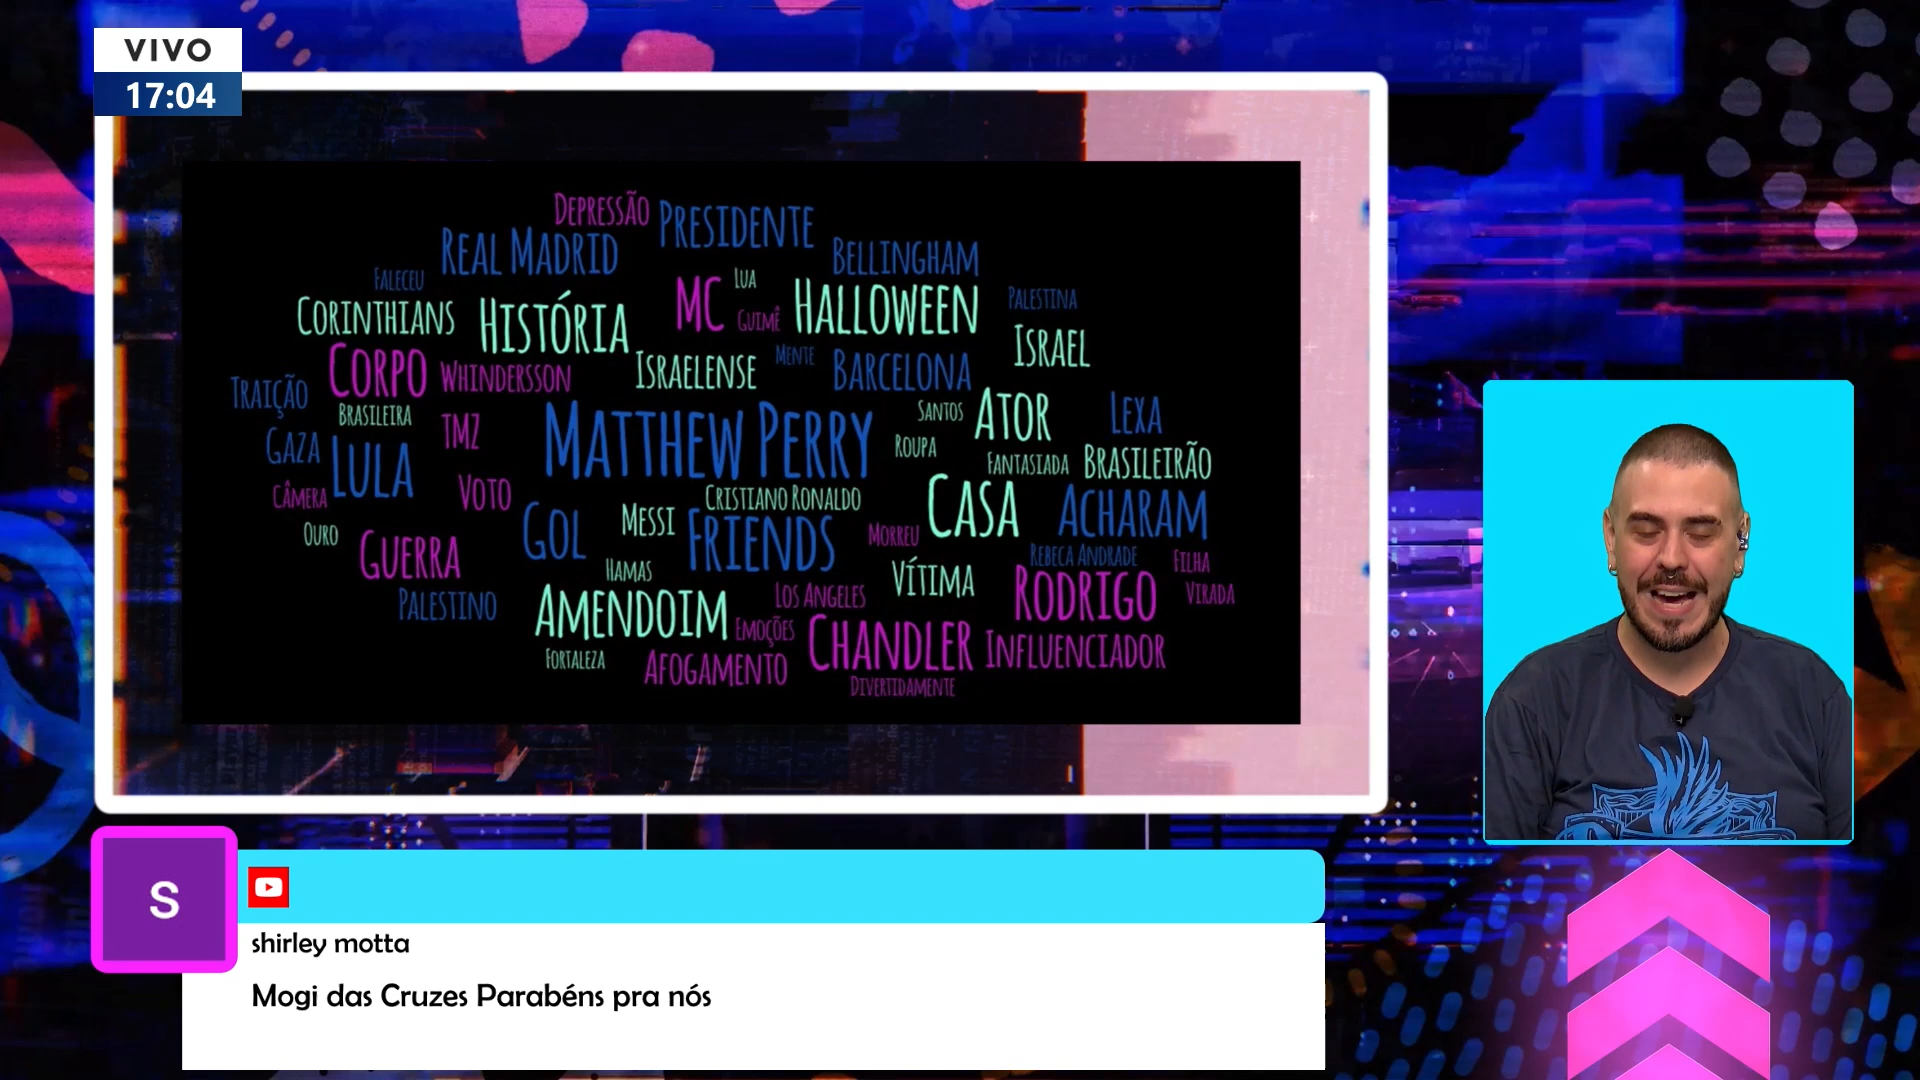 VIVO
17:04
DEPRESSÃO
PRESIDENTE
REAL MADRID
BELLINGHAM
FALECEU
LUA
MC
GUIMÊ
HALLOWEEN
PALESTINA
CORINTHIANS
HISTÓRIA
ISRAEL
CORPO
WHINDERSSON
ISRAELENSE
MENTE
BARCELONA
TRAIÇÃO
BRASILEIRA
TMZ
MATTHEW PERRY
SANTOS
ATOR
LEXA
GAZA
LULA
ROUPA
FANTASIADA
BRASILEIRÃO
CÂMERA
VOTO
CRISTIANO RONALDO
CASA
ACHARAM
OURO
GUERRA
GOL
MESSI
FRIENDS
MORREU
REBECA ANDRADE
FILHA
HAMAS
VÍTIMA
RODRIGO
VIRADA
PALESTINO
AMENDOIM
LOS ANGELES
EMOÇÕES
CHANDLER
INFLUENCIADOR
FORTALEZA
AFOGAMENTO
DIVERTIDAMENTE
S
shirley motta
Mogi das Cruzes Parabéns pra nós